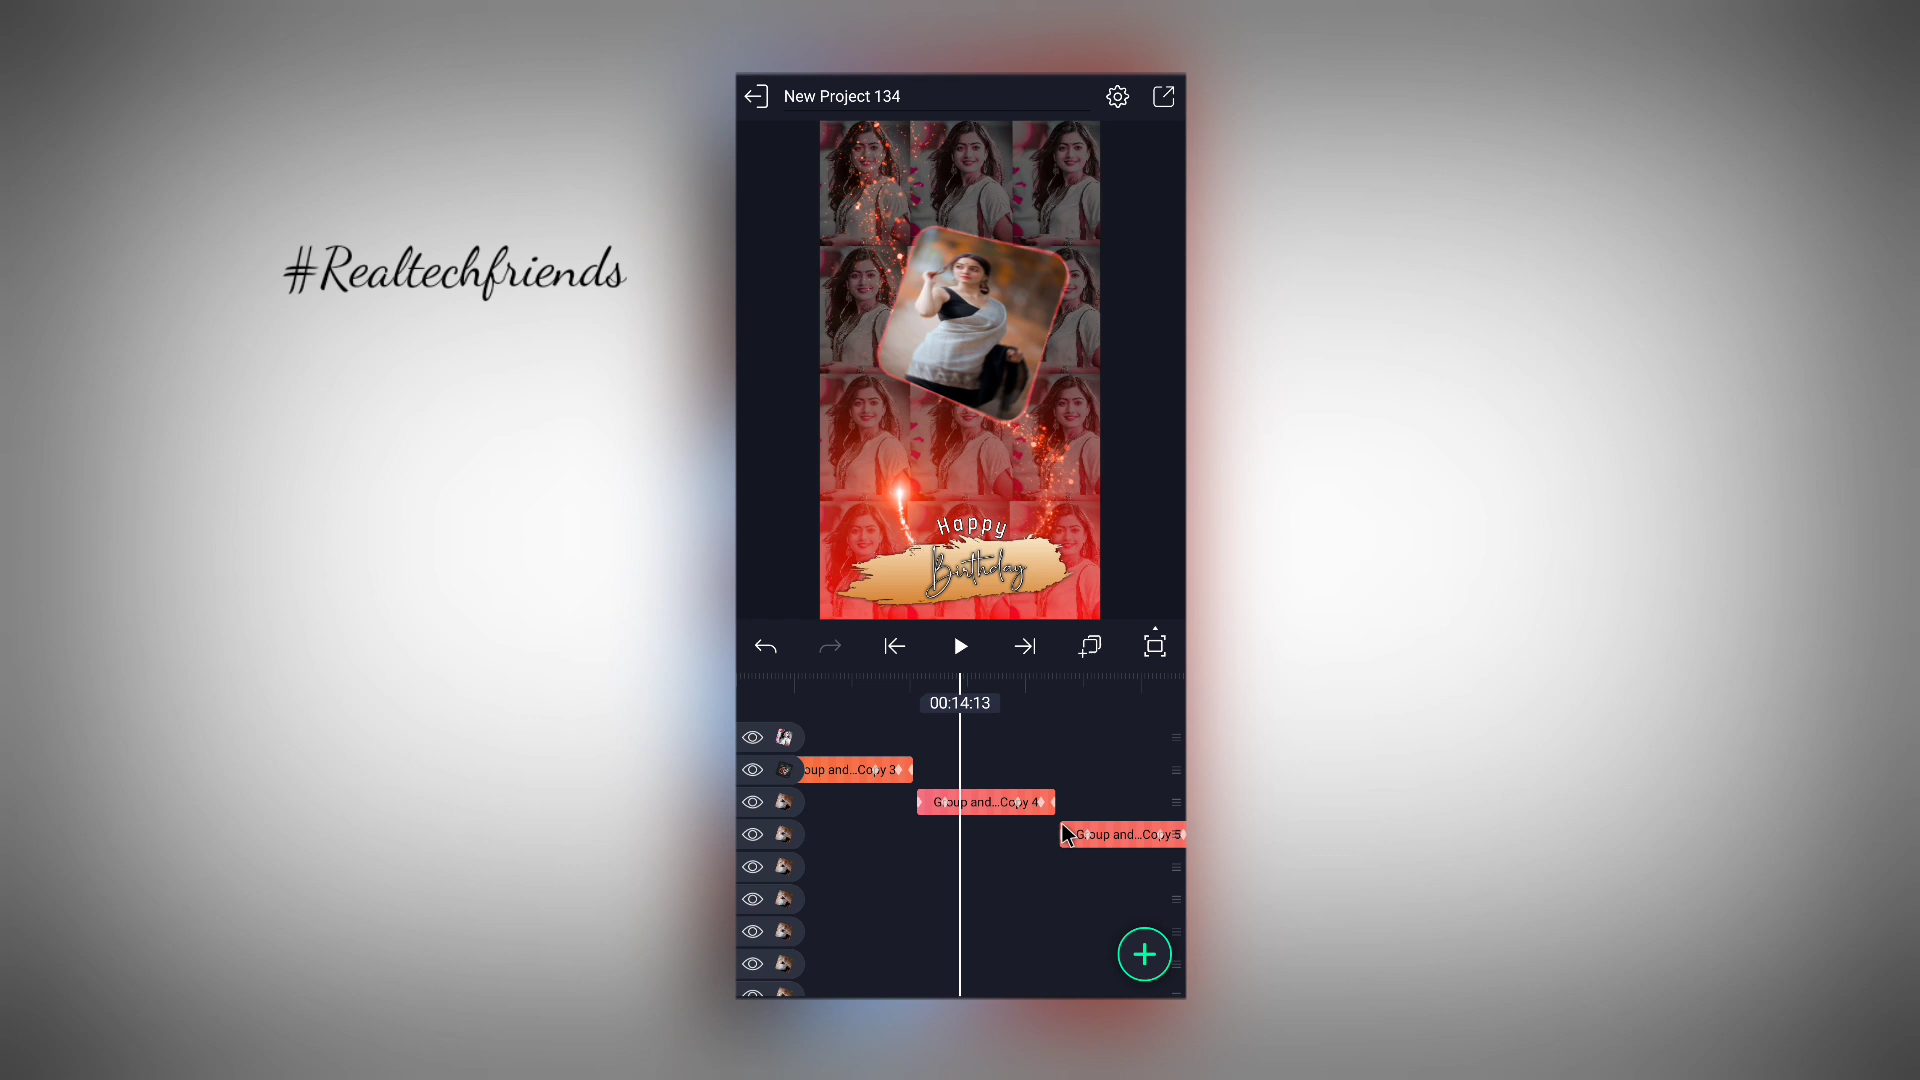 New Project 134
#Realtechfriends
Happy
Birthday
00:14:13
oup and...Copy 3
Group and...Copy 4
Group and...Copy 5